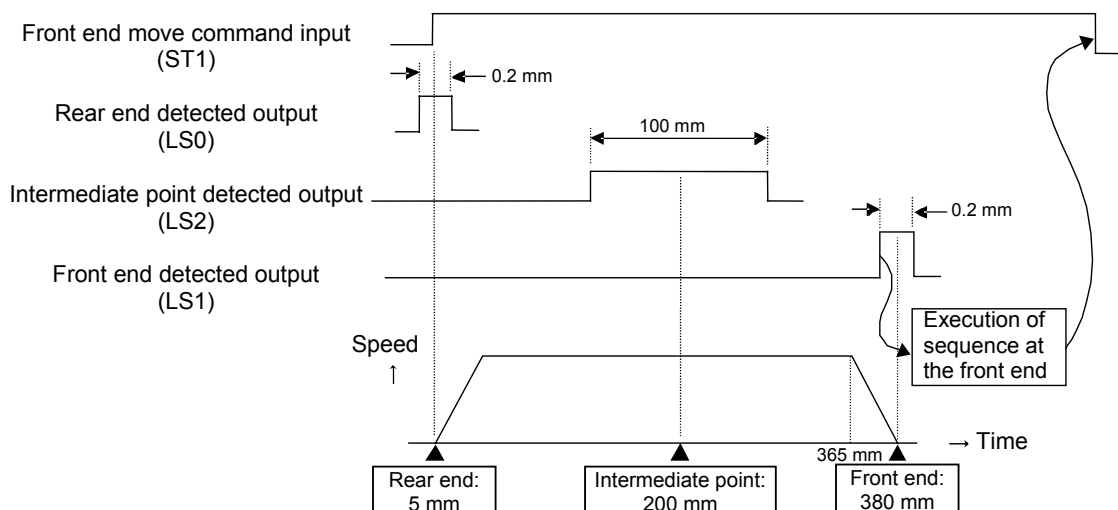 Front end move command input
(ST1)
0.2 mm
Rear end detected output
(LS0)
100 mm
Intermediate point detected output
(LS2)
0.2 mm
Front end detected output
(LS1)
Execution of
sequence at
the front end
Speed
↑
→ Time
365 mm
Rear end:
5 mm
Intermediate point:
200 mm
Front end:
380 mm